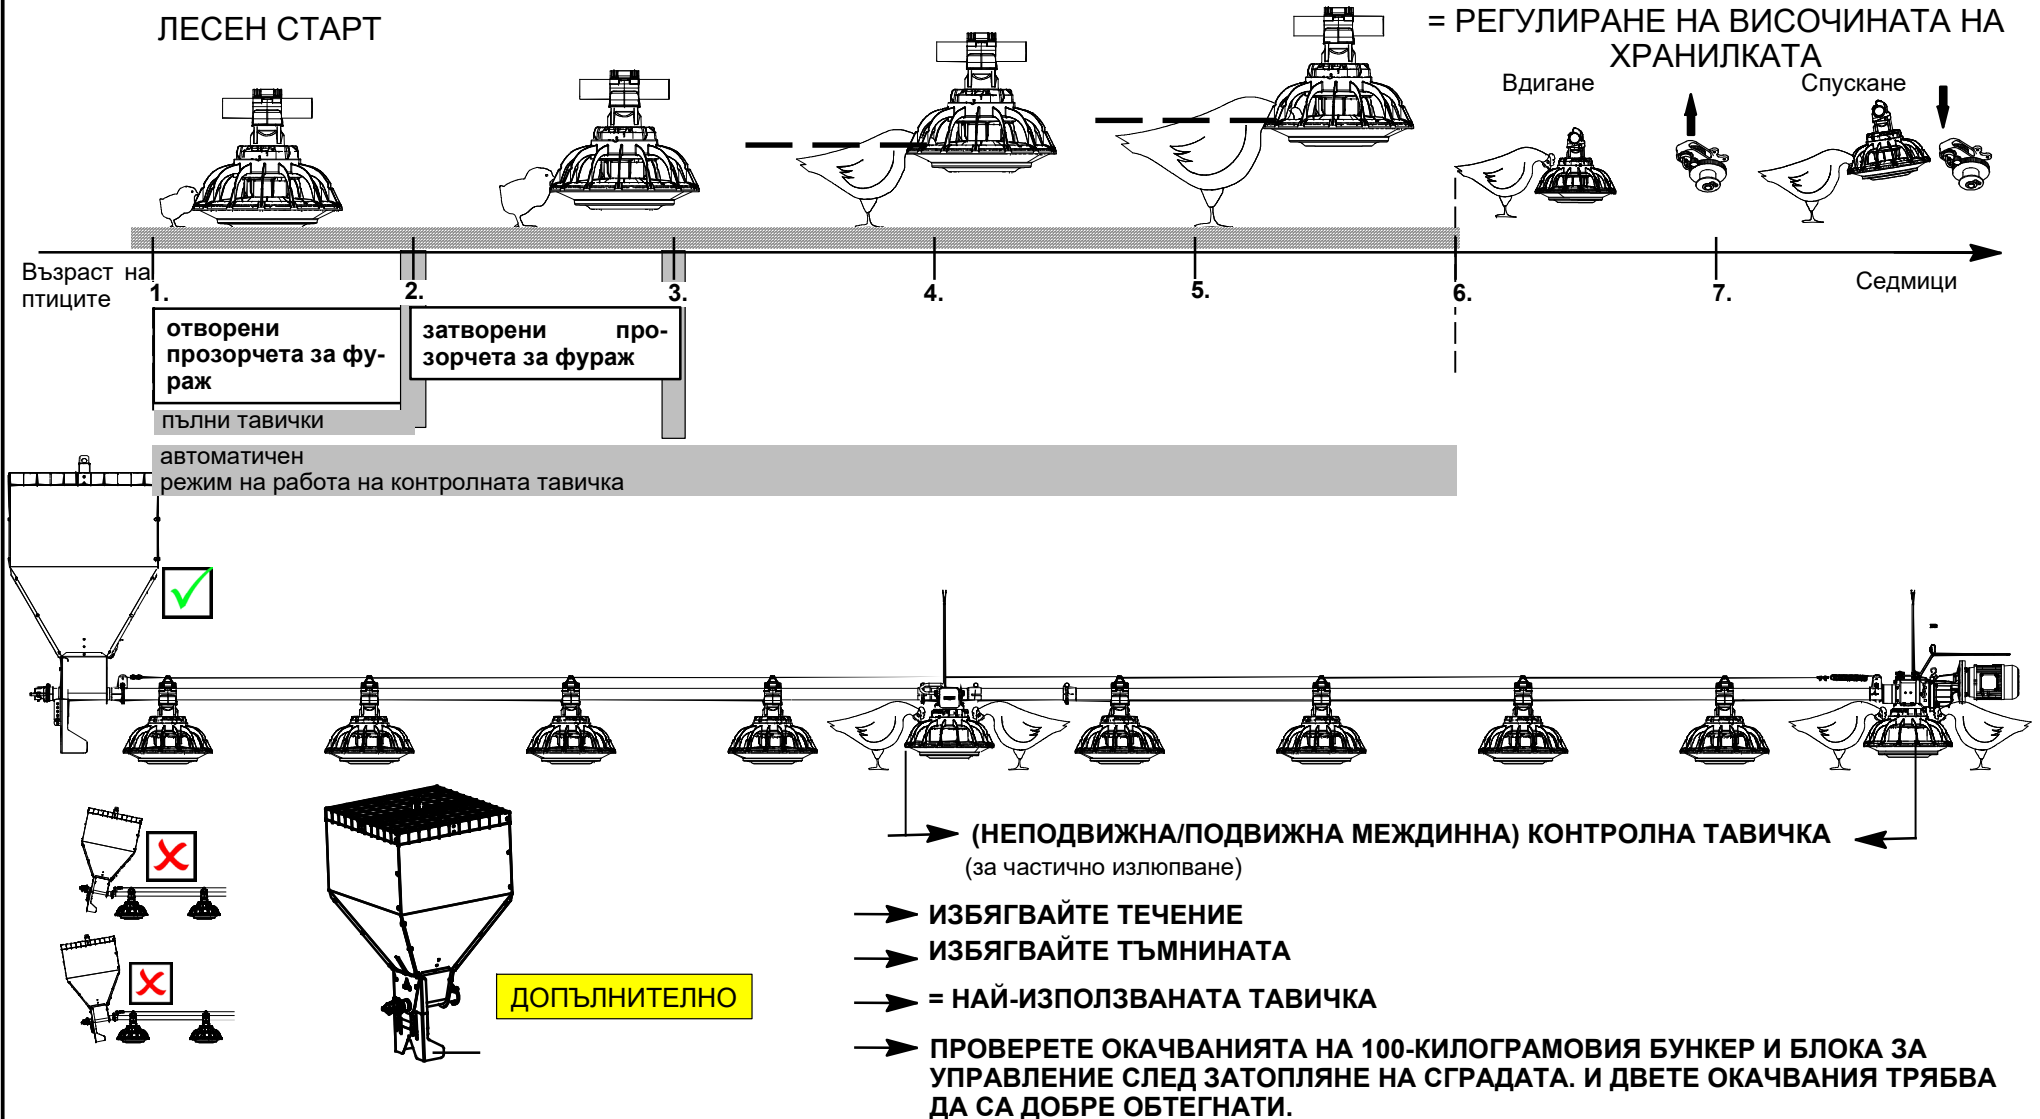 ЛЕСЕН СТАРТ
= РЕГУЛИРАНЕ НА ВИСОЧИНАТА НА
ХРАНИЛКАТА
Вдигане
Спускане
Възраст на
птиците
1.
2.
3.
4.
5.
6.
7.
Седмици
отворени
прозорчета за фу-
раж
затворени про-
зорчета за фураж
пълни тавички
автоматичен
режим на работа на контролната тавичка
(НЕПОДВИЖНА/ПОДВИЖНА МЕЖДИННА) КОНТРОЛНА ТАВИЧКА
(за частично излюпване)
ИЗБЯГВАЙТЕ ТЕЧЕНИЕ
ИЗБЯГВАЙТЕ ТЪМНИНАТА
= НАЙ-ИЗПОЛЗВАНАТА ТАВИЧКА
ДОПЪЛНИТЕЛНО
ПРОВЕРЕТЕ ОКАЧВАНИЯТА НА 100-КИЛОГРАМОВИЯ БУНКЕР И БЛОКА ЗА
УПРАВЛЕНИЕ СЛЕД ЗАТОПЛЯНЕ НА СГРАДАТА. И ДВЕТЕ ОКАЧВАНИЯ ТРЯБВА
ДА СА ДОБРЕ ОБТЕГНАТИ.